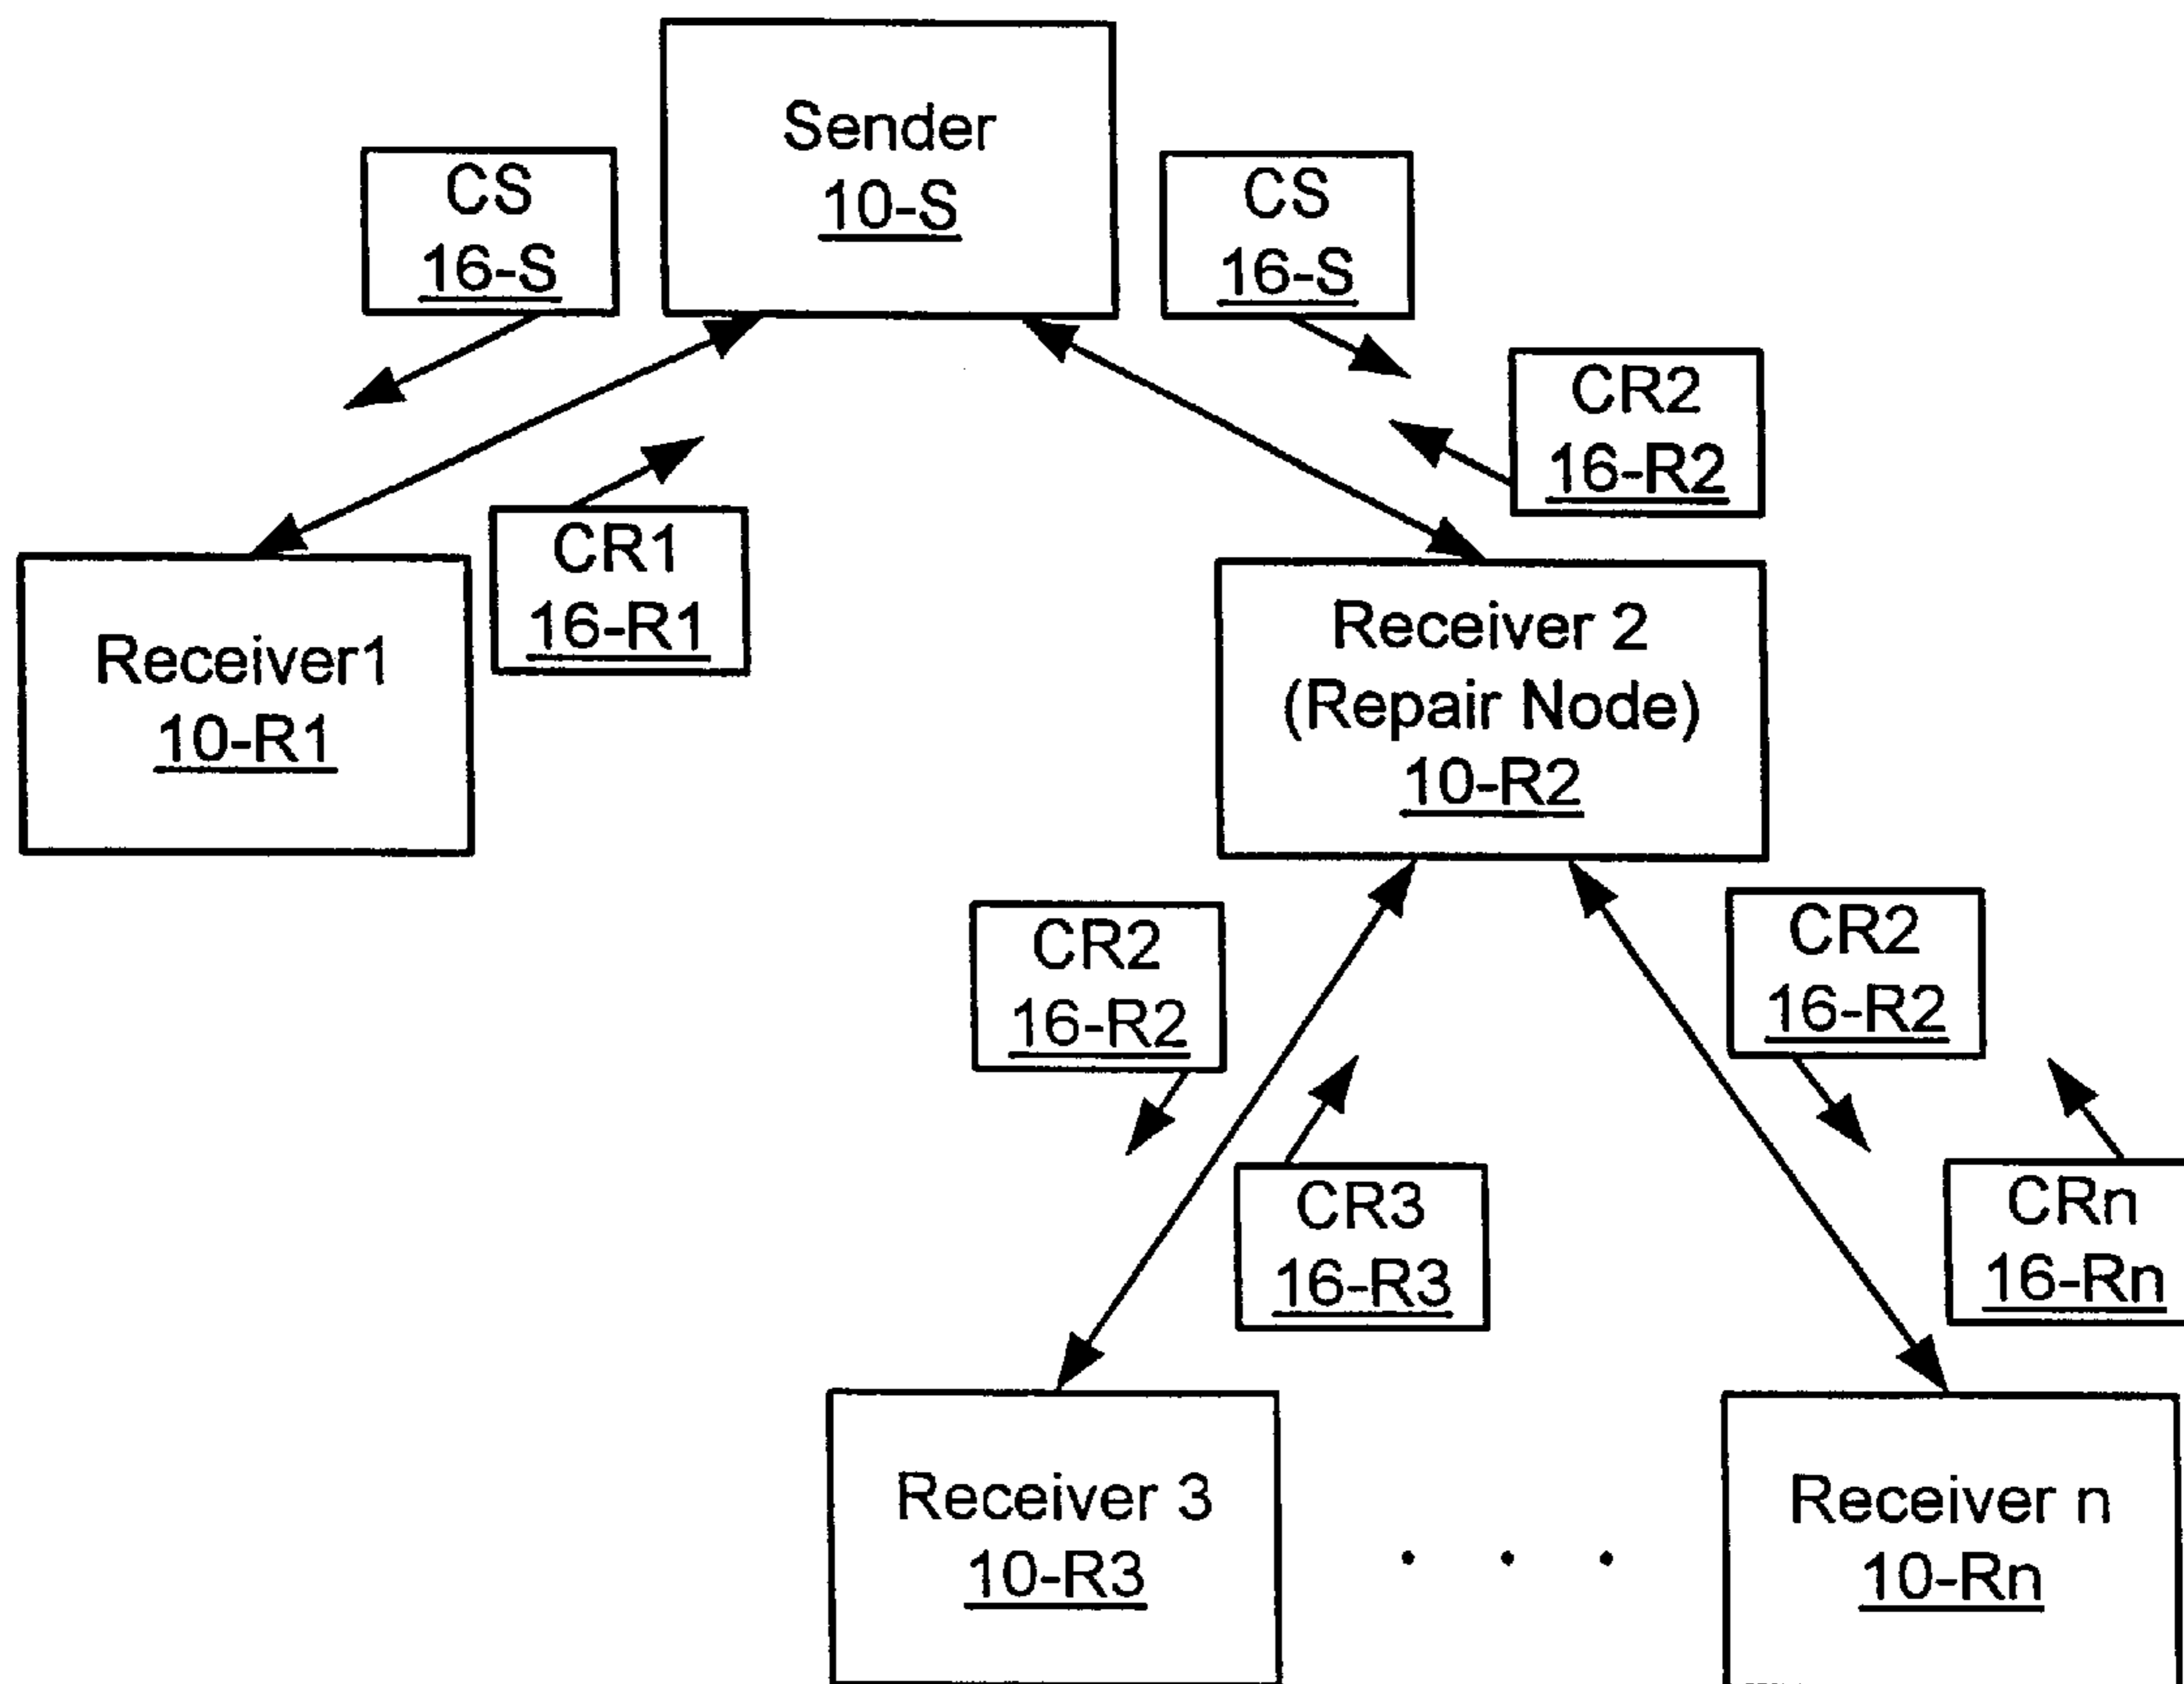 Sender
10-S
CS
16-S
CS
16-S
CR2
16-R2
CR1
16-R1
Receiver1
10-R1
Receiver 2
(Repair Node)
10-R2
CR2
16-R2
CR2
16-R2
CR3
16-R3
CRn
16-Rn
Receiver 3
10-R3
. . .
Receiver n
10-Rn